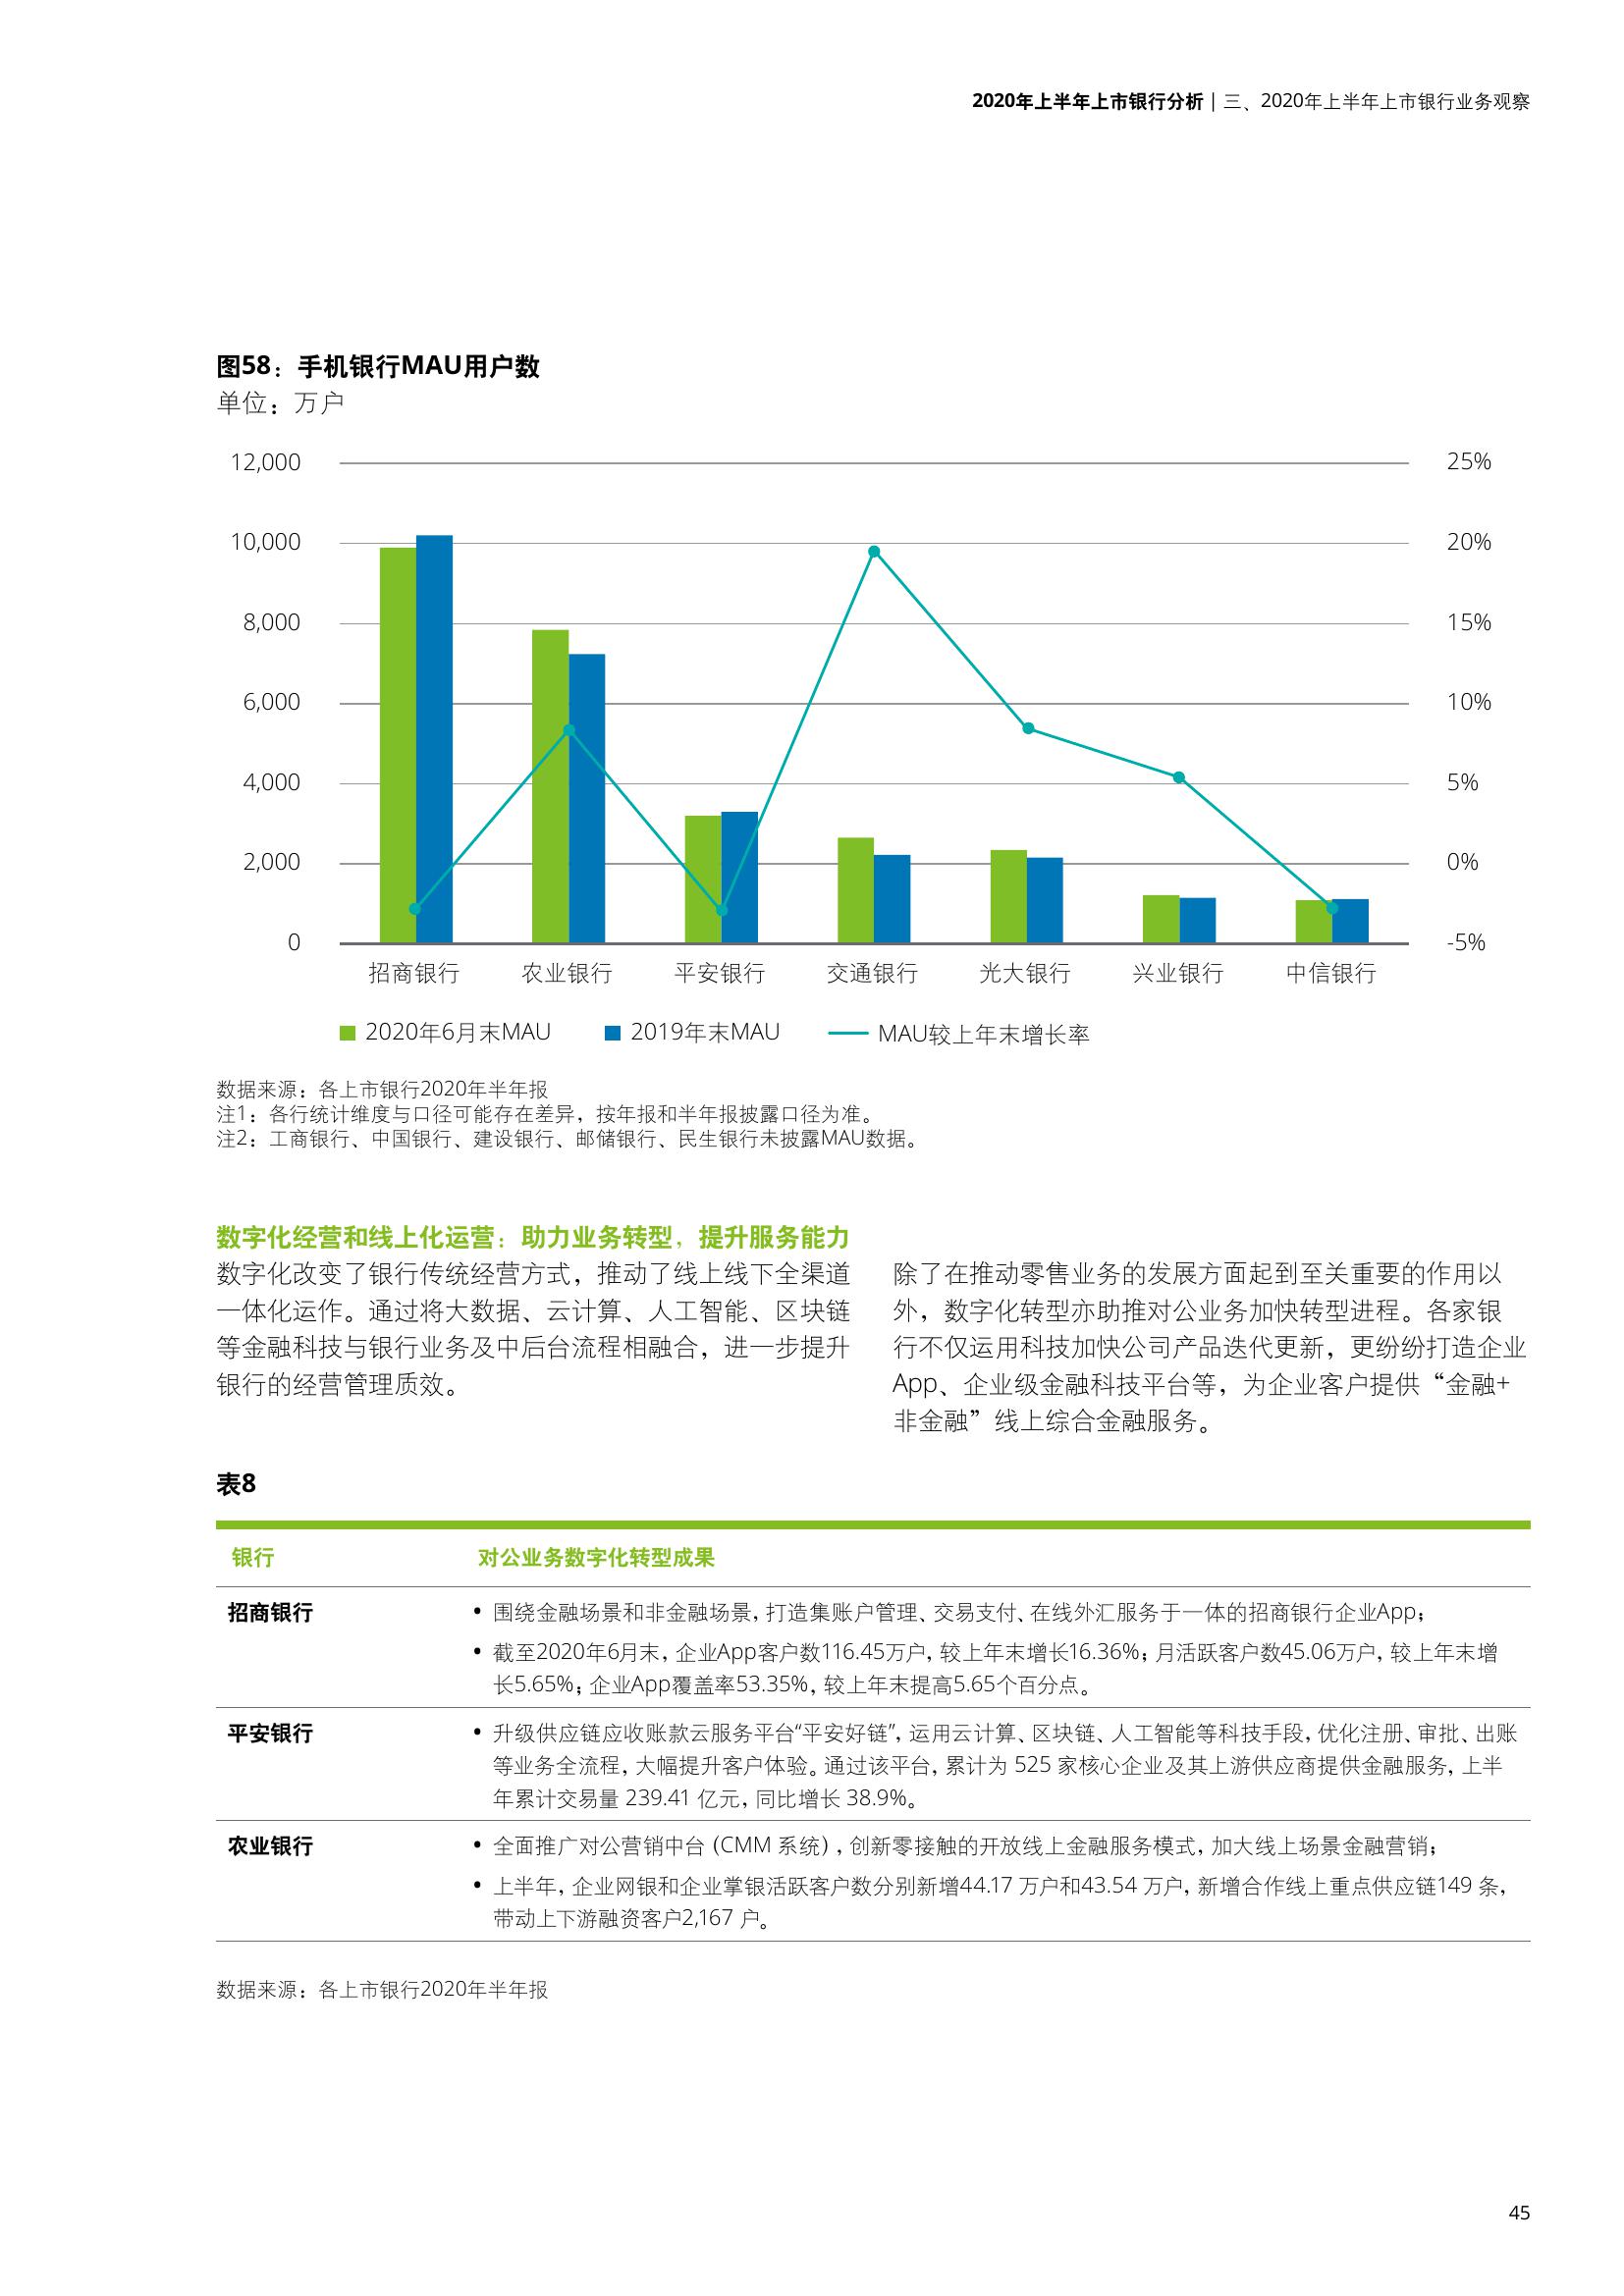 2020年上半年上市银行分析 | 三、2020年上半年上市银行业务观察
图58：手机银行MAU用户数
单位：万户
12,000
10,000
8,000
6,000
4,000
2,000
0
25%
20%
15%
10%
5%
0%
-5%
招商银行 农业银行 平安银行 交通银行 光大银行 兴业银行 中信银行
2020年6月末MAU 2019年末MAU MAU较上年末增长率
数据来源：各上市银行2020年半年报
注1：各行统计维度与口径可能存在差异，按年报和半年报披露口径为准。
注2：工商银行、中国银行、建设银行、邮储银行、民生银行未披露MAU数据。
数字化经营和线上化运营：助力业务转型，提升服务能力
数字化改变了银行传统经营方式，推动了线上线下全渠道
一体化运作。通过将大数据、云计算、人工智能、区块链
等金融科技与银行业务及中后台流程相融合，进一步提升
银行的经营管理质效。
除了在推动零售业务的发展方面起到至关重要的作用以
外，数字化转型亦助推对公业务加快转型进程。各家银
行不仅运用科技加快公司产品迭代更新，更纷纷打造企业
App、企业级金融科技平台等，为企业客户提供“金融+
非金融”线上综合金融服务。
表8
银行 对公业务数字化转型成果
招商银行
• 围绕金融场景和非金融场景，打造集账户管理、交易支付、在线外汇服务于一体的招商银行企业App；
• 截至2020年6月末，企业App客户数116.45万户，较上年末增长16.36%；月活跃客户数45.06万户，较上年末增
长5.65%；企业App覆盖率53.35%，较上年末提高5.65个百分点。
平安银行
• 升级供应链应收账款云服务平台“平安好链”，运用云计算、区块链、人工智能等科技手段，优化注册、审批、出账
等业务全流程，大幅提升客户体验。通过该平台，累计为 525 家核心企业及其上游供应商提供金融服务，上半
年累计交易量 239.41 亿元，同比增长 38.9%。
农业银行
• 全面推广对公营销中台（CMM 系统），创新零接触的开放线上金融服务模式，加大线上场景金融营销；
• 上半年，企业网银和企业掌银活跃客户数分别新增44.17 万户和43.54 万户，新增合作线上重点供应链149 条，
带动上下游融资客户2,167 户。
数据来源：各上市银行2020年半年报
45